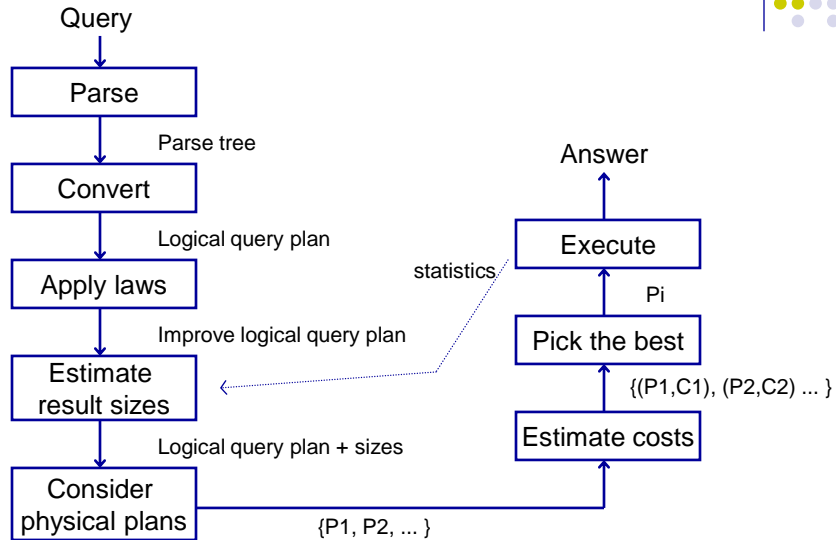 Query
Parse
Parse tree
Convert
Logical query plan
Apply laws
Improve logical query plan
Estimate
result sizes
Logical query plan + sizes
Consider
physical plans
{P1, P2, ... }
Estimate costs
{(P1,C1), (P2,C2) ... }
Pick the best
Pi
Execute
statistics
Answer